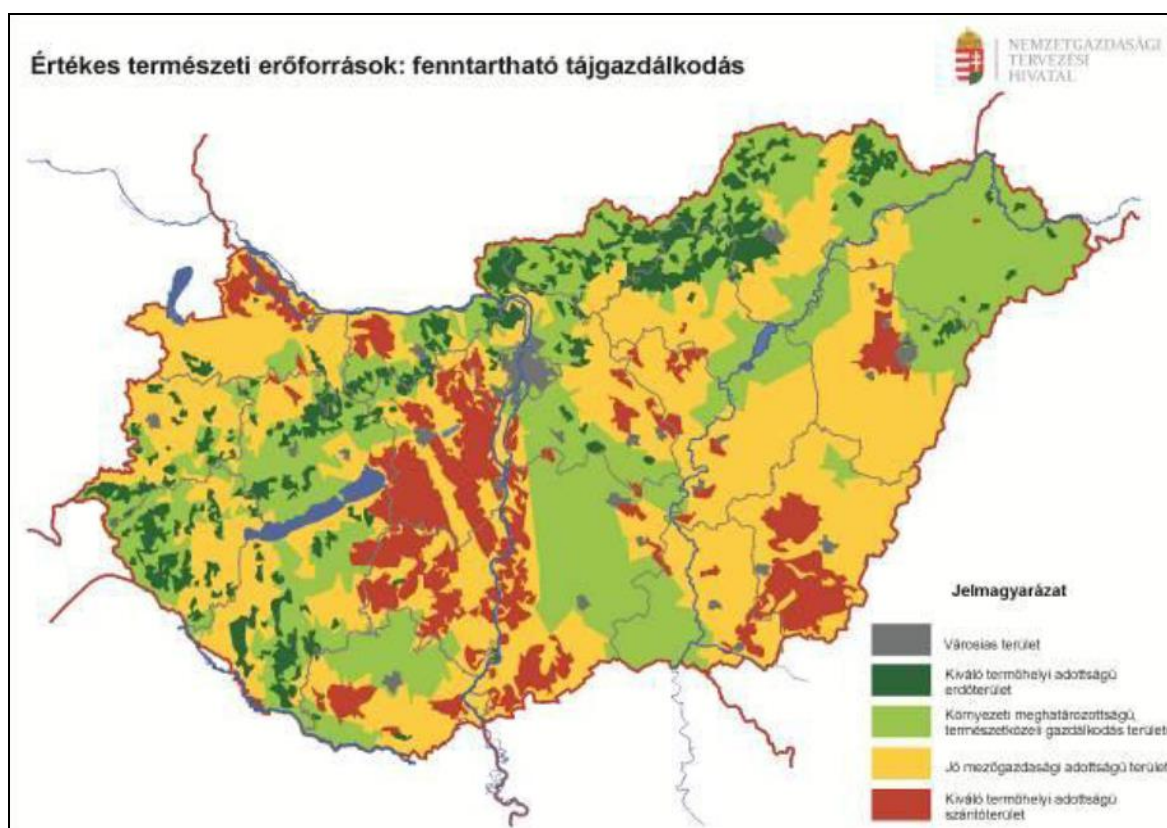 Értékes természeti erőforrások: fenntartható tájgazdálkodás
NEMZETGAZDASÁGI
TERVEZÉSI
HIVATAL
Jelmagyarázat
Városias terület
Kiváló termőhelyi adottságú
erdőterület
Környezeti meghatározottságú,
természetközeli gazdálkodás terület
Jó mezőgazdasági adottságú terület
Kiváló termőhelyi adottságú
szántóterület